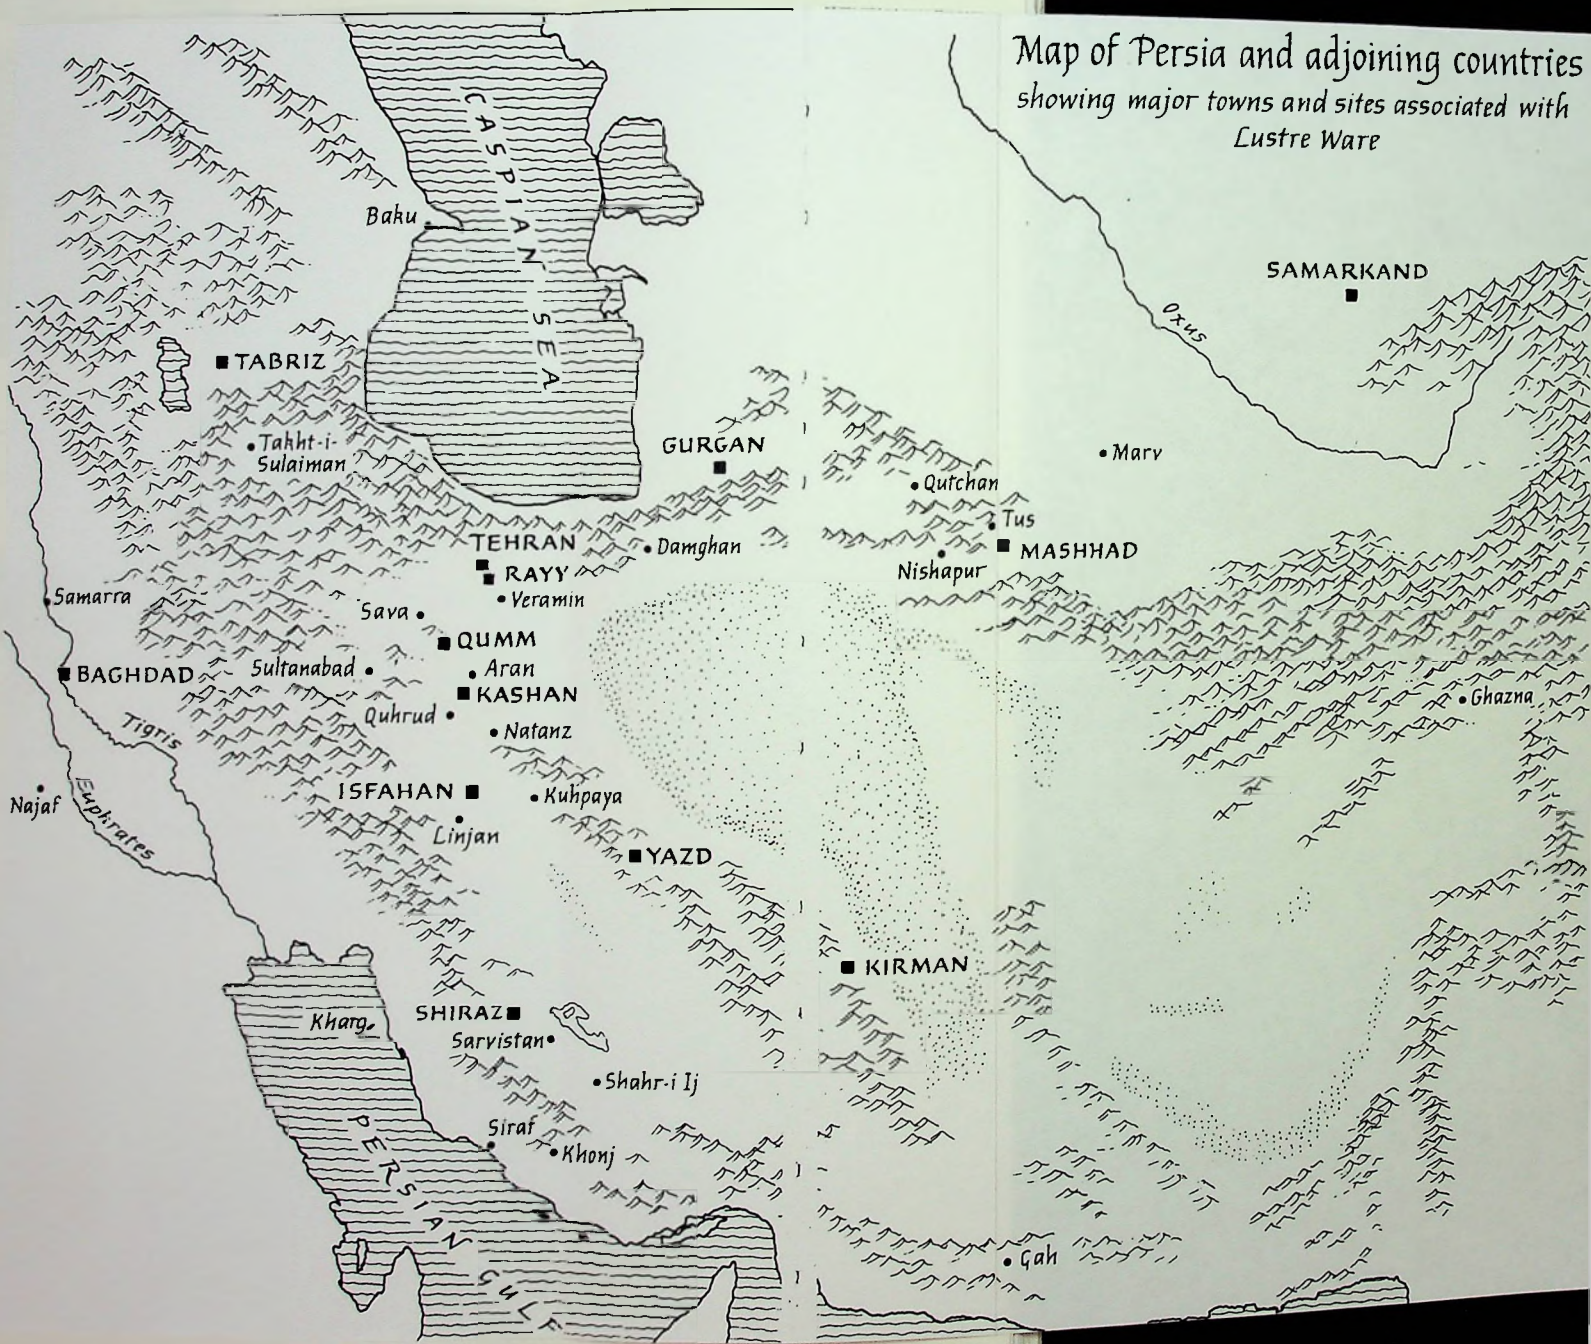 Map of Persia and adjoining countries
showing major towns and sites associated with
Lustre Ware
CASPIAN SEA
Baku
SAMARKAND
Oxus
TABRIZ
Takht-i-
Sulaiman
GURGAN
Marv
Qutchan
Tus
MASHHAD
Nishapur
TEHRAN
Damghan
RAYY
Veramin
Samarra
Sava
QUMM
BAGHDAD
Sultanabad
Aran
KASHAN
Quhrud
Natanz
Ghazna
Tigris
Euphrates
Najaf
ISFAHAN
Kuhpaya
Linjan
YAZD
KIRMAN
SHIRAZ
Kharg
Sarvistan
Shahr-i Ij
Siraf
Khonj
PERSIAN GULF
Gah